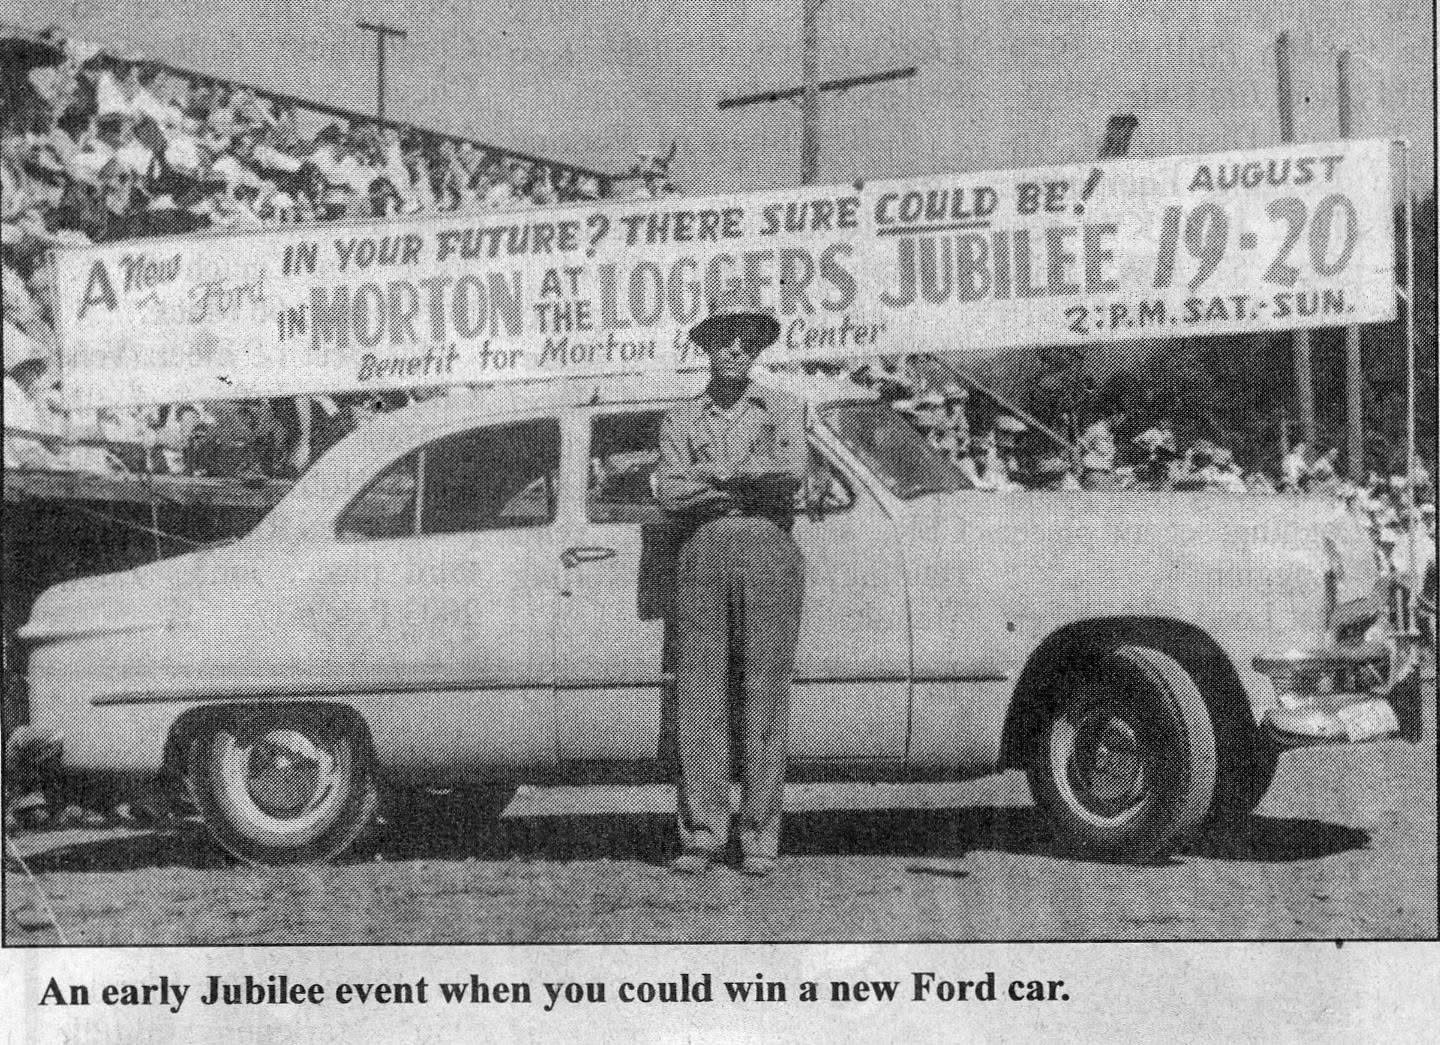 A New Ford IN YOUR FUTURE? THERE SURE COULD BE! AUGUST
IN MORTON AT THE LOGGERS JUBILEE 19-20
Benefit for Morton Center 2:P.M. SAT.-SUN.
An early Jubilee event when you could win a new Ford car.